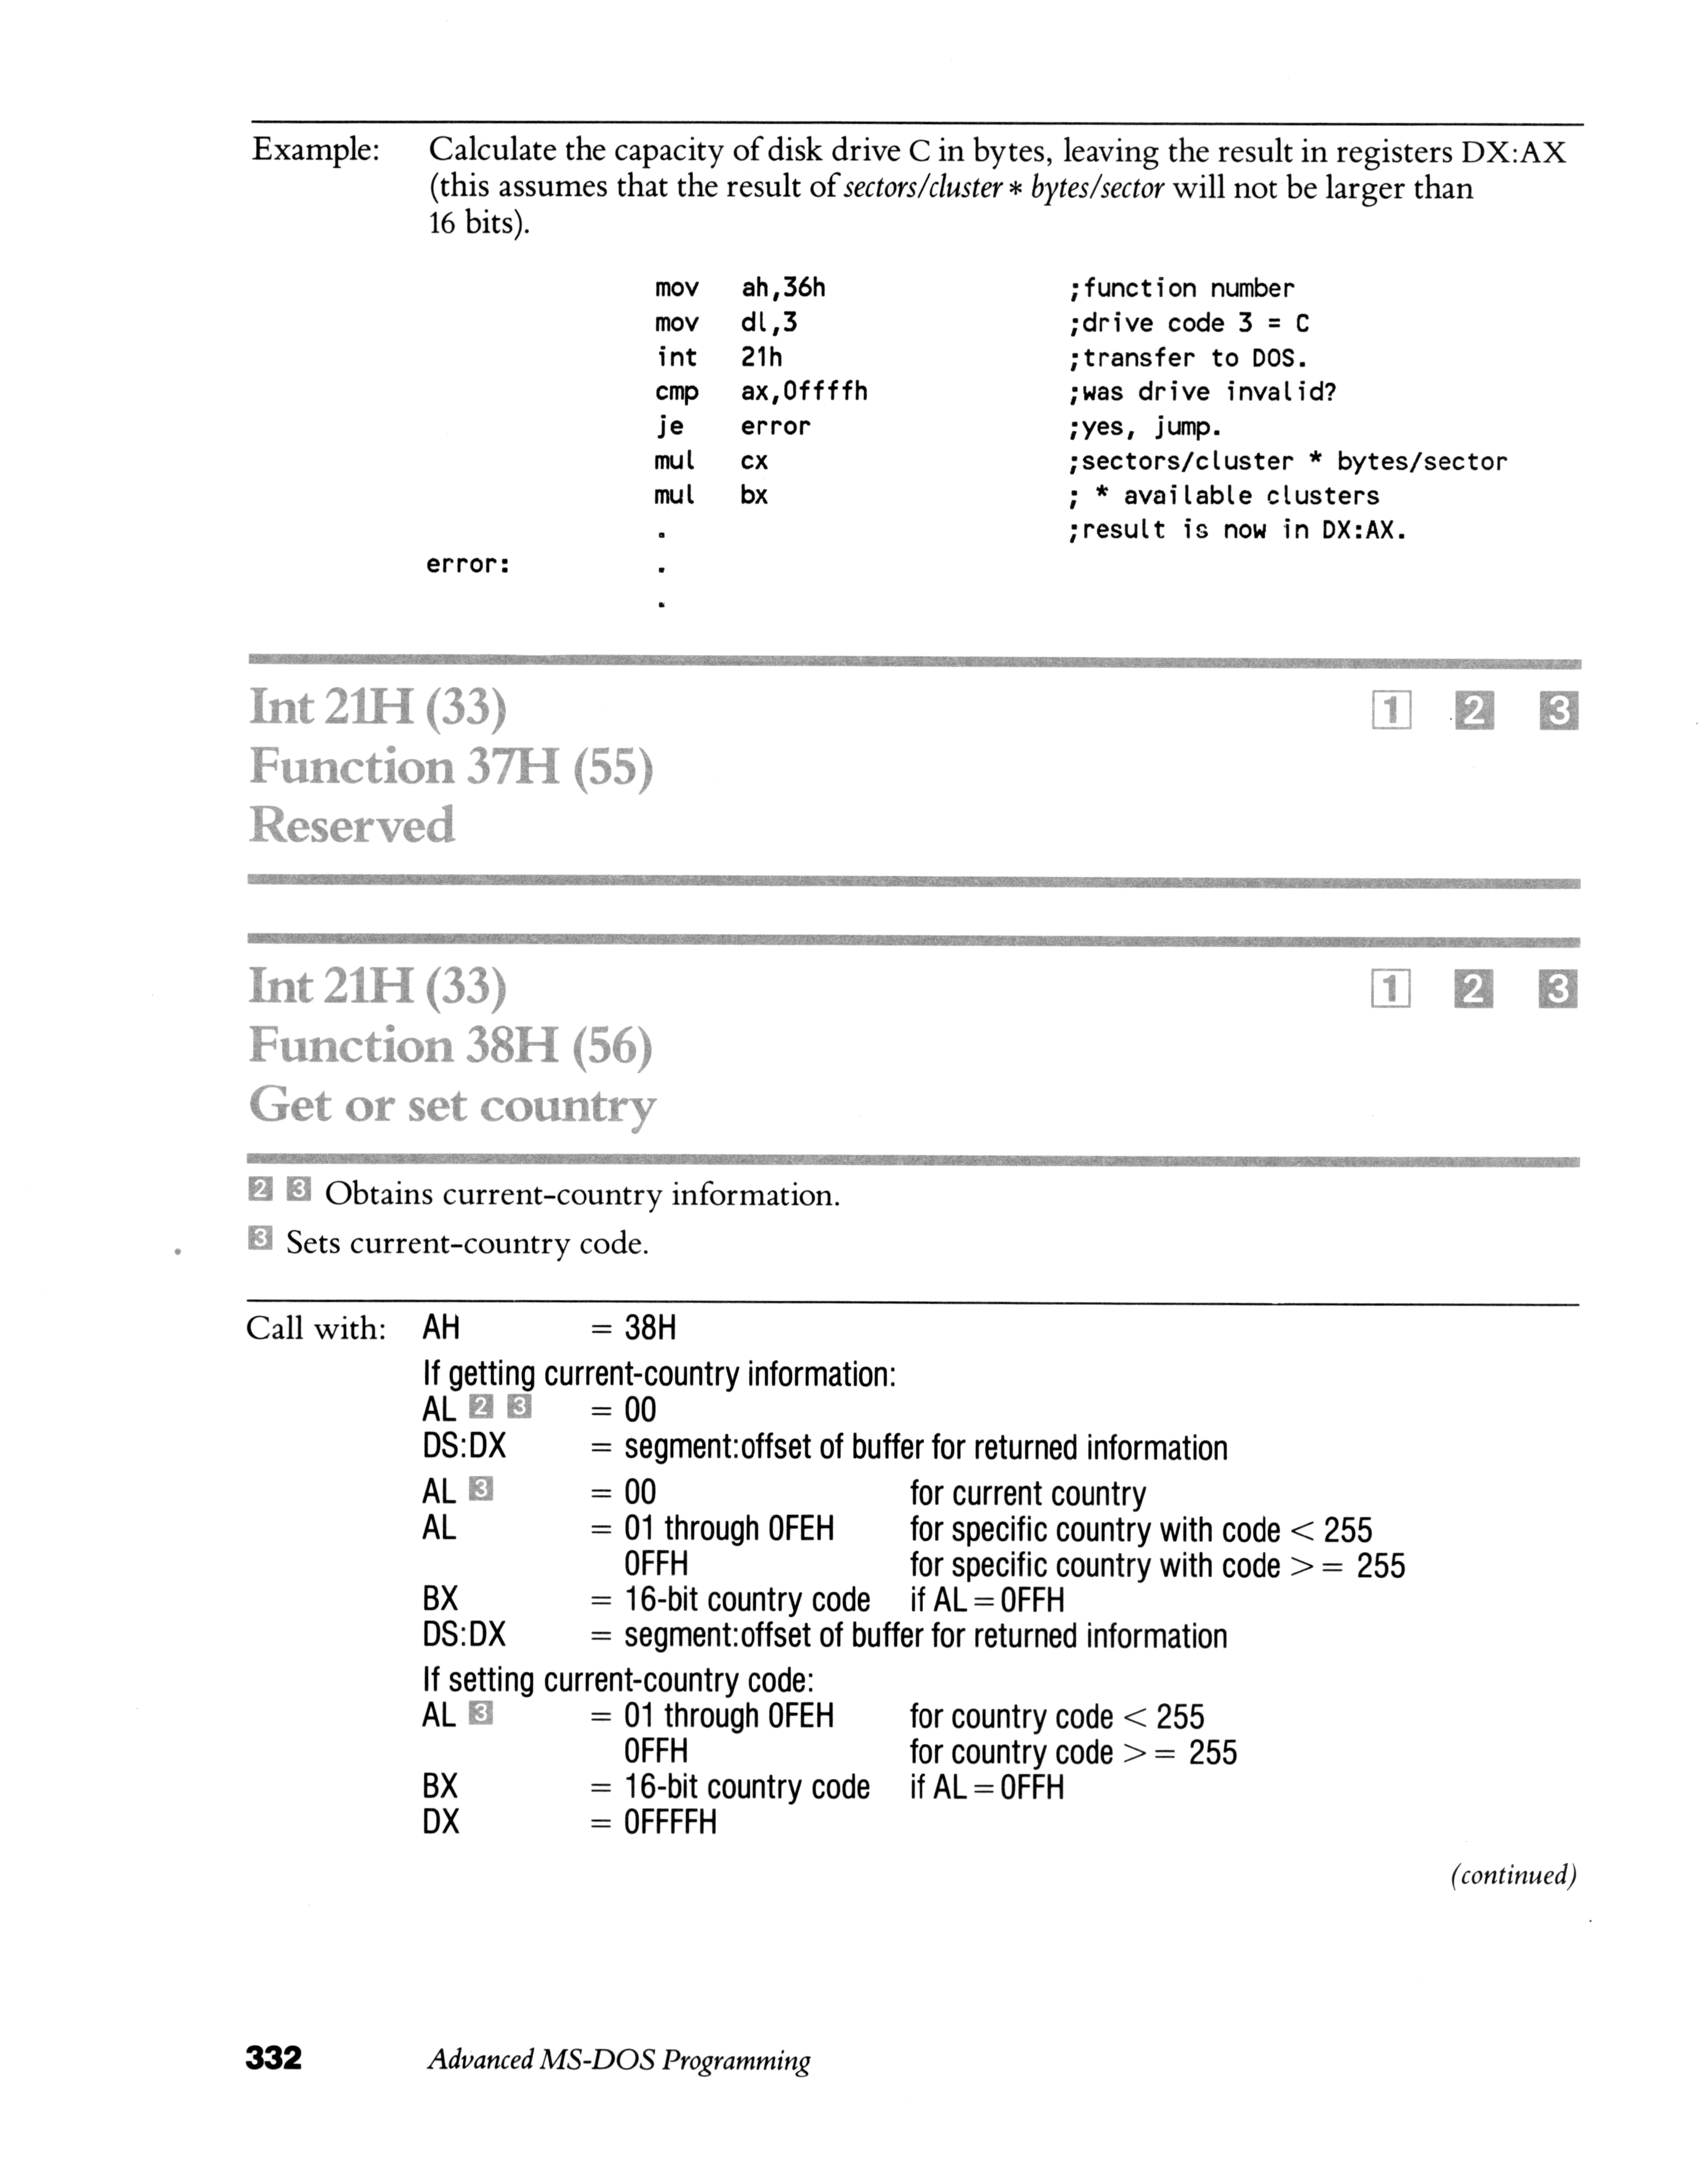 Example: Calculate the capacity of disk drive C in bytes, leaving the result in registers DX:AX
(this assumes that the result of sectors/cluster * bytes/sector will not be larger than
16 bits).
mov ah,36h ;function number
mov dl,3 ;drive code 3 = C
int 21h ;transfer to DOS.
cmp ax,0ffffh ;was drive invalid?
je error ;yes, jump.
mul cx ;sectors/cluster * bytes/sector
mul bx ; * available clusters
. ;result is now in DX:AX.
error: .
.
Int 21H (33) 1 2 3
Function 37H (55)
Reserved
Int 21H (33) 1 2 3
Function 38H (56)
Get or set country
2 3 Obtains current-country information.
3 Sets current-country code.
Call with: AH = 38H
If getting current-country information:
AL 2 3 = 00
DS:DX = segment:offset of buffer for returned information
AL 3 = 00 for current country
AL = 01 through 0FEH for specific country with code < 255
0FFH for specific country with code >= 255
BX = 16-bit country code if AL = 0FFH
DS:DX = segment:offset of buffer for returned information
If setting current-country code:
AL 3 = 01 through 0FEH for country code < 255
0FFH for country code >= 255
BX = 16-bit country code if AL = 0FFH
DX = 0FFFFH
(continued)
332 Advanced MS-DOS Programming